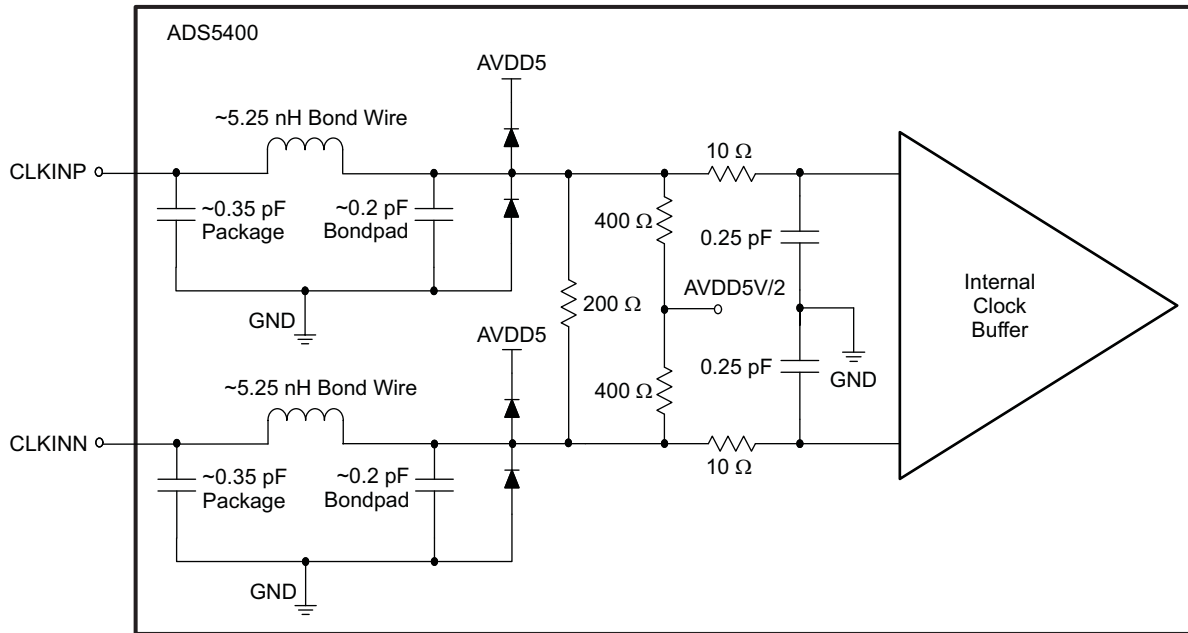 ADS5400
AVDD5
~5.25 nH Bond Wire
CLKINP
10 Ω
~0.35 pF
Package
~0.2 pF
Bondpad
400 Ω
0.25 pF
200 Ω
AVDD5V/2
Internal
Clock
Buffer
GND
AVDD5
~5.25 nH Bond Wire
400 Ω
0.25 pF
GND
CLKINN
10 Ω
~0.35 pF
Package
~0.2 pF
Bondpad
GND